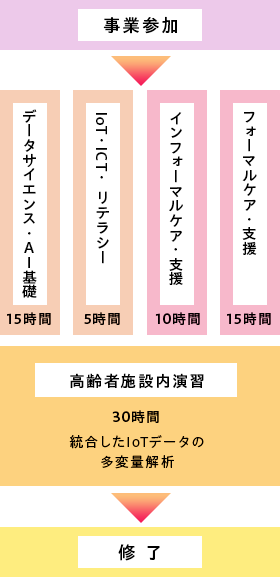 事業参加
データサイエンス・AI基礎
15時間
IoT・ICT・リテラシー
5時間
インフォーマルケア・支援
10時間
フォーマルケア・支援
15時間
高齢者施設内演習
30時間
統合したIoTデータの
多変量解析
修了